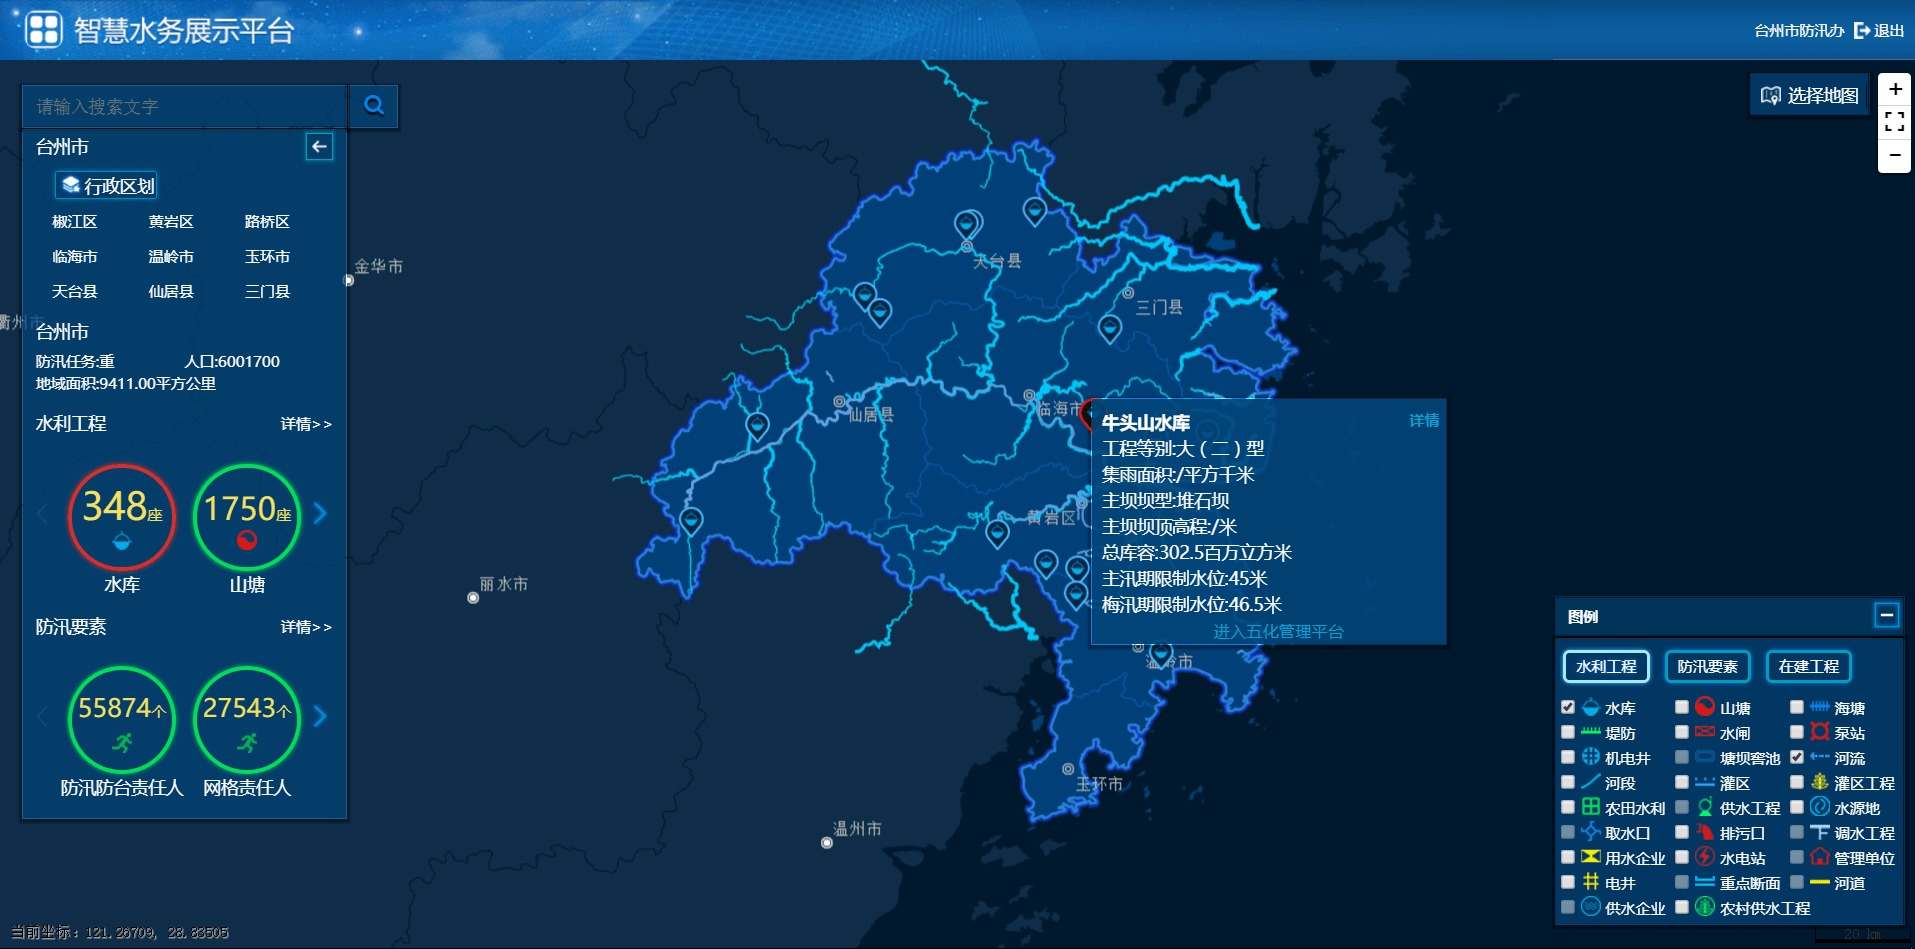 智慧水务展示平台
台州市防汛办 退出
请输入搜索文字
选择地图
台州市
行政区划
椒江区 黄岩区 路桥区
临海市 温岭市 玉环市
天台县 仙居县 三门县
台州市
防汛任务:重 人口:6001700
地域面积:9411.00平方公里
水利工程 详情>>
348座 1750座
水库 山塘
防汛要素 详情>>
55874个 27543个
防汛防台责任人 网格责任人
金华市
衢州市
天台县
三门县
临海市
仙居县
黄岩区
丽水市
温岭市
玉环市
温州市
牛头山水库 详情
工程等别:大（二）型
集雨面积:/平方千米
主坝坝型:堆石坝
主坝坝顶高程:/米
总库容:302.5百万立方米
主汛期限制水位:45米
梅汛期限制水位:46.5米
进入五化管理平台
图例
水利工程 防汛要素 在建工程
水库 山塘 海塘
堤防 水闸 泵站
机电井 塘坝窖池 河流
河段 灌区 灌区工程
农田水利 供水工程 水源地
取水口 排污口 调水工程
用水企业 水电站 管理单位
电井 重点断面 河道
供水企业 农村供水工程
当前坐标: 121.26709, 28.83505
20 km